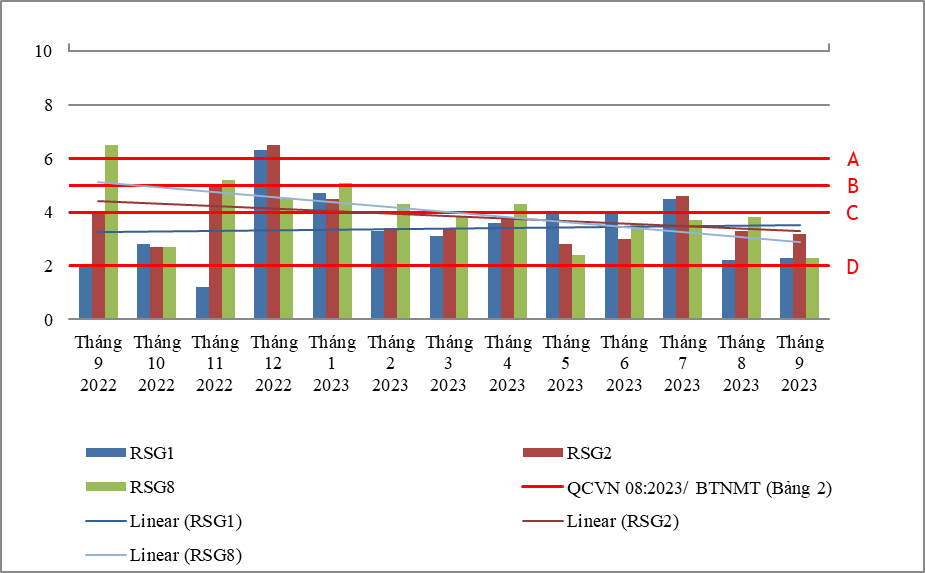 10
8
6
4
2
0
A
B
C
D
Tháng Tháng Tháng Tháng Tháng Tháng Tháng Tháng Tháng Tháng Tháng Tháng Tháng
9 10 11 12 1 2 3 4 5 6 7 8 9
2022 2022 2022 2022 2023 2023 2023 2023 2023 2023 2023 2023 2023
RSG1
RSG2
RSG8
QCVN 08:2023/ BTNMT (Bảng 2)
Linear (RSG1)
Linear (RSG2)
Linear (RSG8)